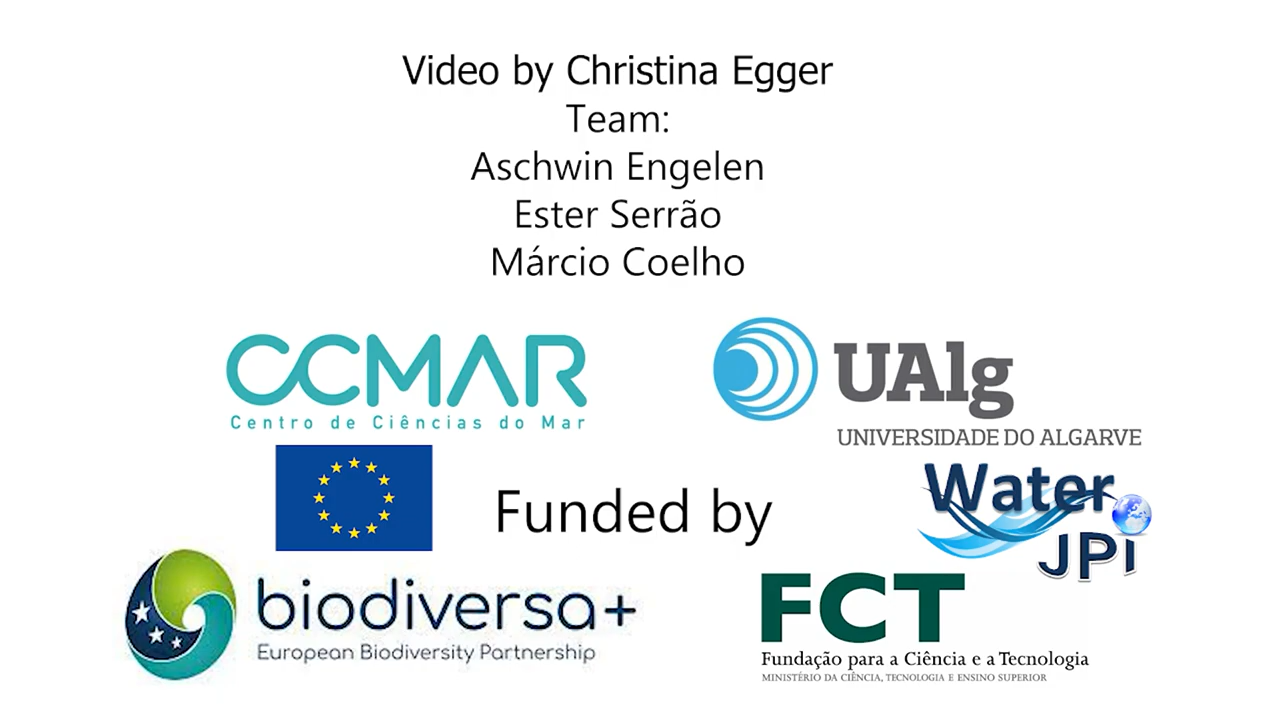 Video by Christina Egger
Team:
Aschwin Engelen
Ester Serrão
Márcio Coelho
CCMAR
Centro de Ciências do Mar
UAlg
UNIVERSIDADE DO ALGARVE
Funded by
Water
JPI
biodiversa+
European Biodiversity Partnership
FCT
Fundação para a Ciência e a Tecnologia
MINISTÉRIO DA CIÊNCIA, TECNOLOGIA E ENSINO SUPERIOR